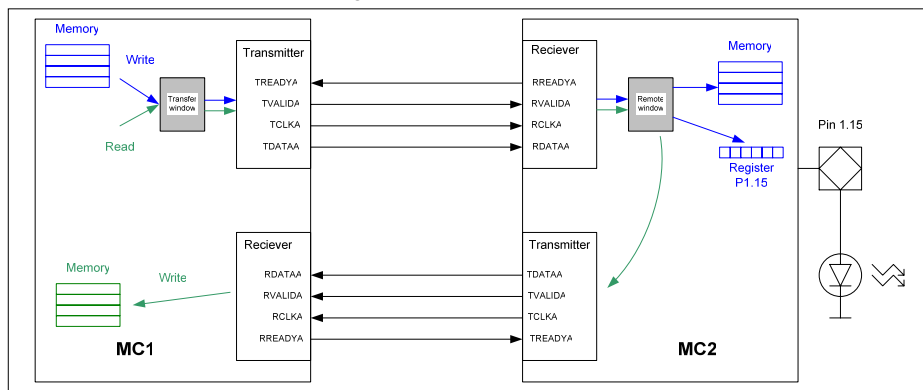 Memory
Write
Transfer
window
Read
Transmitter
TREADYA
TVALIDA
TCLKA
TDATAA
Reciever
RREADYA
RVALIDA
RCLKA
RDATAA
Remote
window
Memory
Register
P1.15
Pin 1.15
Memory
Write
Reciever
RDATAA
RVALIDA
RCLKA
RREADYA
Transmitter
TDATAA
TVALIDA
TCLKA
TREADYA
MC1
MC2